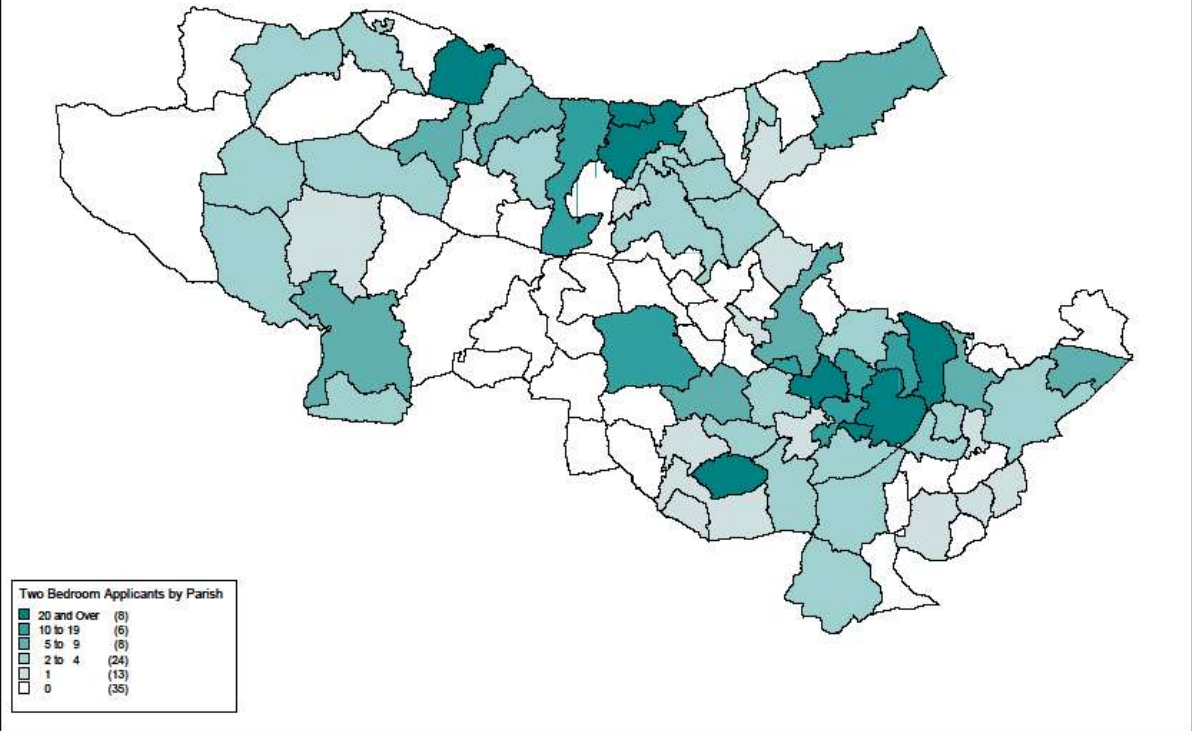 Two Bedroom Applicants by Parish
20 and Over (8)
10 to 19 (6)
5 to 9 (8)
2 to 4 (24)
1 (13)
0 (35)